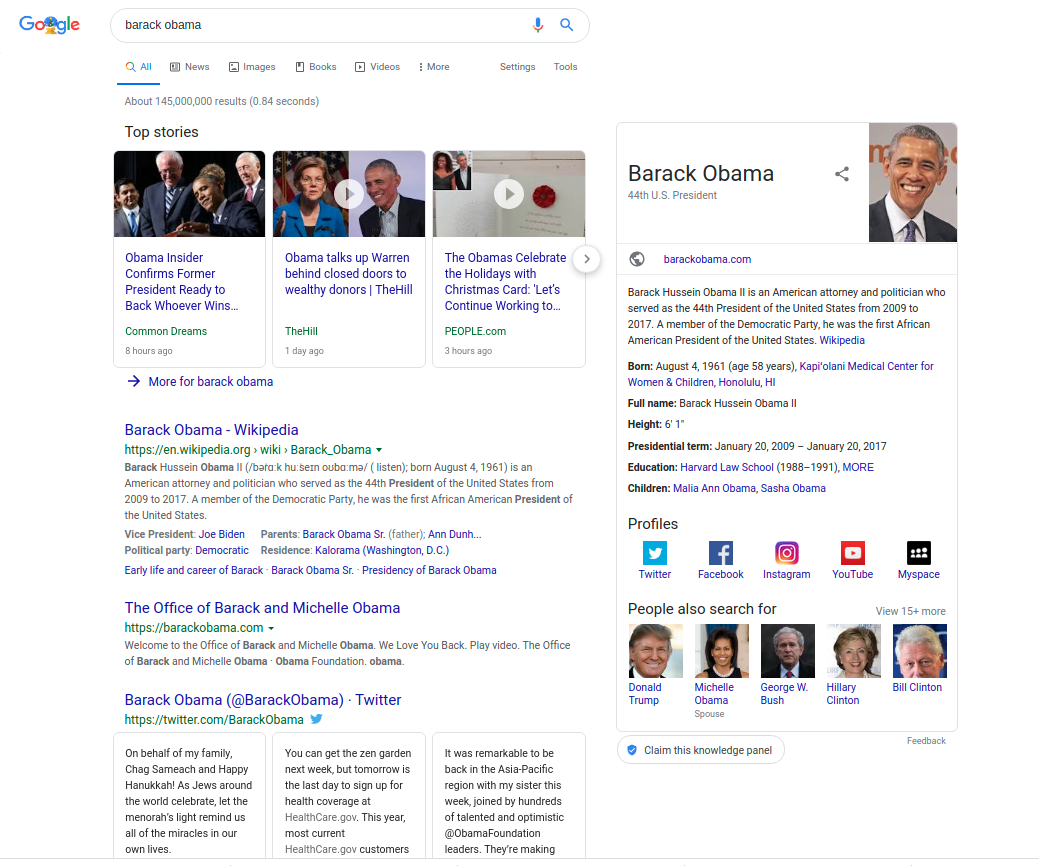 Google
barack obama
All News Images Books Videos More Settings Tools
About 145,000,000 results (0.84 seconds)
Top stories
Obama Insider
Confirms Former
President Ready to
Back Whoever Wins…
Common Dreams
8 hours ago
Obama talks up Warren
behind closed doors to
wealthy donors | TheHill
TheHill
1 day ago
The Obamas Celebrate
the Holidays with
Christmas Card: 'Let's
Continue Working to…
PEOPLE.com
3 hours ago
More for barack obama
Barack Obama - Wikipedia
https://en.wikipedia.org › wiki › Barack_Obama
Barack Hussein Obama II (/bəˈrɑːk huːˈseɪn oʊˈbɑːmə/ ( listen); born August 4, 1961) is an
American attorney and politician who served as the 44th President of the United States from
2009 to 2017. A member of the Democratic Party, he was the first African American President of
the United States.
Vice President: Joe Biden Parents: Barack Obama Sr. (father); Ann Dunh...
Political party: Democratic Residence: Kalorama (Washington, D.C.)
Early life and career of Barack · Barack Obama Sr. · Presidency of Barack Obama
The Office of Barack and Michelle Obama
https://barackobama.com
Welcome to the Office of Barack and Michelle Obama. We Love You Back. Play video. The Office
of Barack and Michelle Obama · Obama Foundation. obama.
Barack Obama (@BarackObama) · Twitter
https://twitter.com/BarackObama
On behalf of my family,
Chag Sameach and Happy
Hanukkah! As Jews around
the world celebrate, let the
menorah's light remind us
all of the miracles in our
own lives.
You can get the zen garden
next week, but tomorrow is
the last day to sign up for
health coverage at
HealthCare.gov. This year,
most current
HealthCare.gov customers
It was remarkable to be
back in the Asia-Pacific
region with my sister this
week, joined by hundreds
of talented and optimistic
@ObamaFoundation
leaders. They're making
Barack Obama
44th U.S. President
barackobama.com
Barack Hussein Obama II is an American attorney and politician who
served as the 44th President of the United States from 2009 to
2017. A member of the Democratic Party, he was the first African
American President of the United States. Wikipedia
Born: August 4, 1961 (age 58 years), Kapiʻolani Medical Center for
Women & Children, Honolulu, HI
Full name: Barack Hussein Obama II
Height: 6′ 1″
Presidential term: January 20, 2009 – January 20, 2017
Education: Harvard Law School (1988–1991), MORE
Children: Malia Ann Obama, Sasha Obama
Profiles
Twitter Facebook Instagram YouTube Myspace
People also search for View 15+ more
Donald
Trump
Michelle
Obama
Spouse
George W.
Bush
Hillary
Clinton
Bill Clinton
Feedback
Claim this knowledge panel